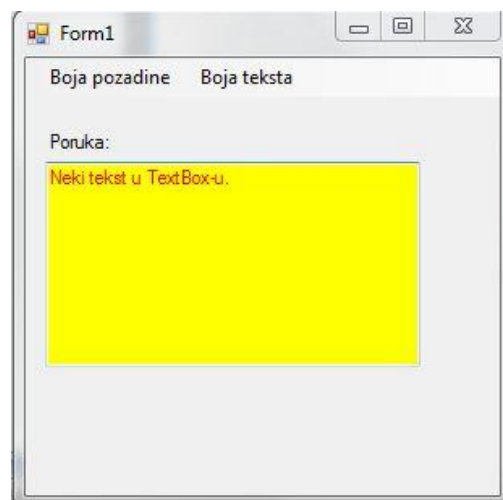 Form1
Boja pozadine Boja teksta
Poruka:
Neki tekst u TextBox-u.